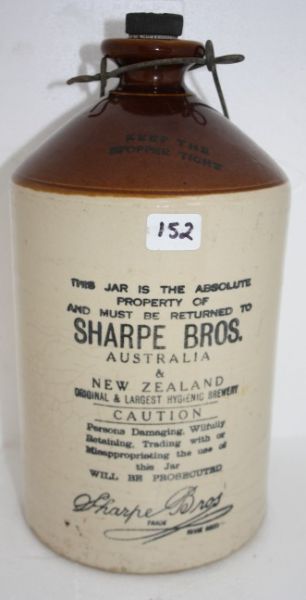 KEEP THE
STOPPER TIGHT
152
THIS JAR IS THE ABSOLUTE
PROPERTY OF
AND MUST BE RETURNED TO
SHARPE BROS.
AUSTRALIA
&
NEW ZEALAND
ORIGINAL & LARGEST HYGIENIC BREWERY
CAUTION
Persons Damaging, Wilfully
Retaining, Trading with or
Misappropriating the use of
this Jar
WILL BE PROSECUTED
Sharpe Bros
TRADE MARK